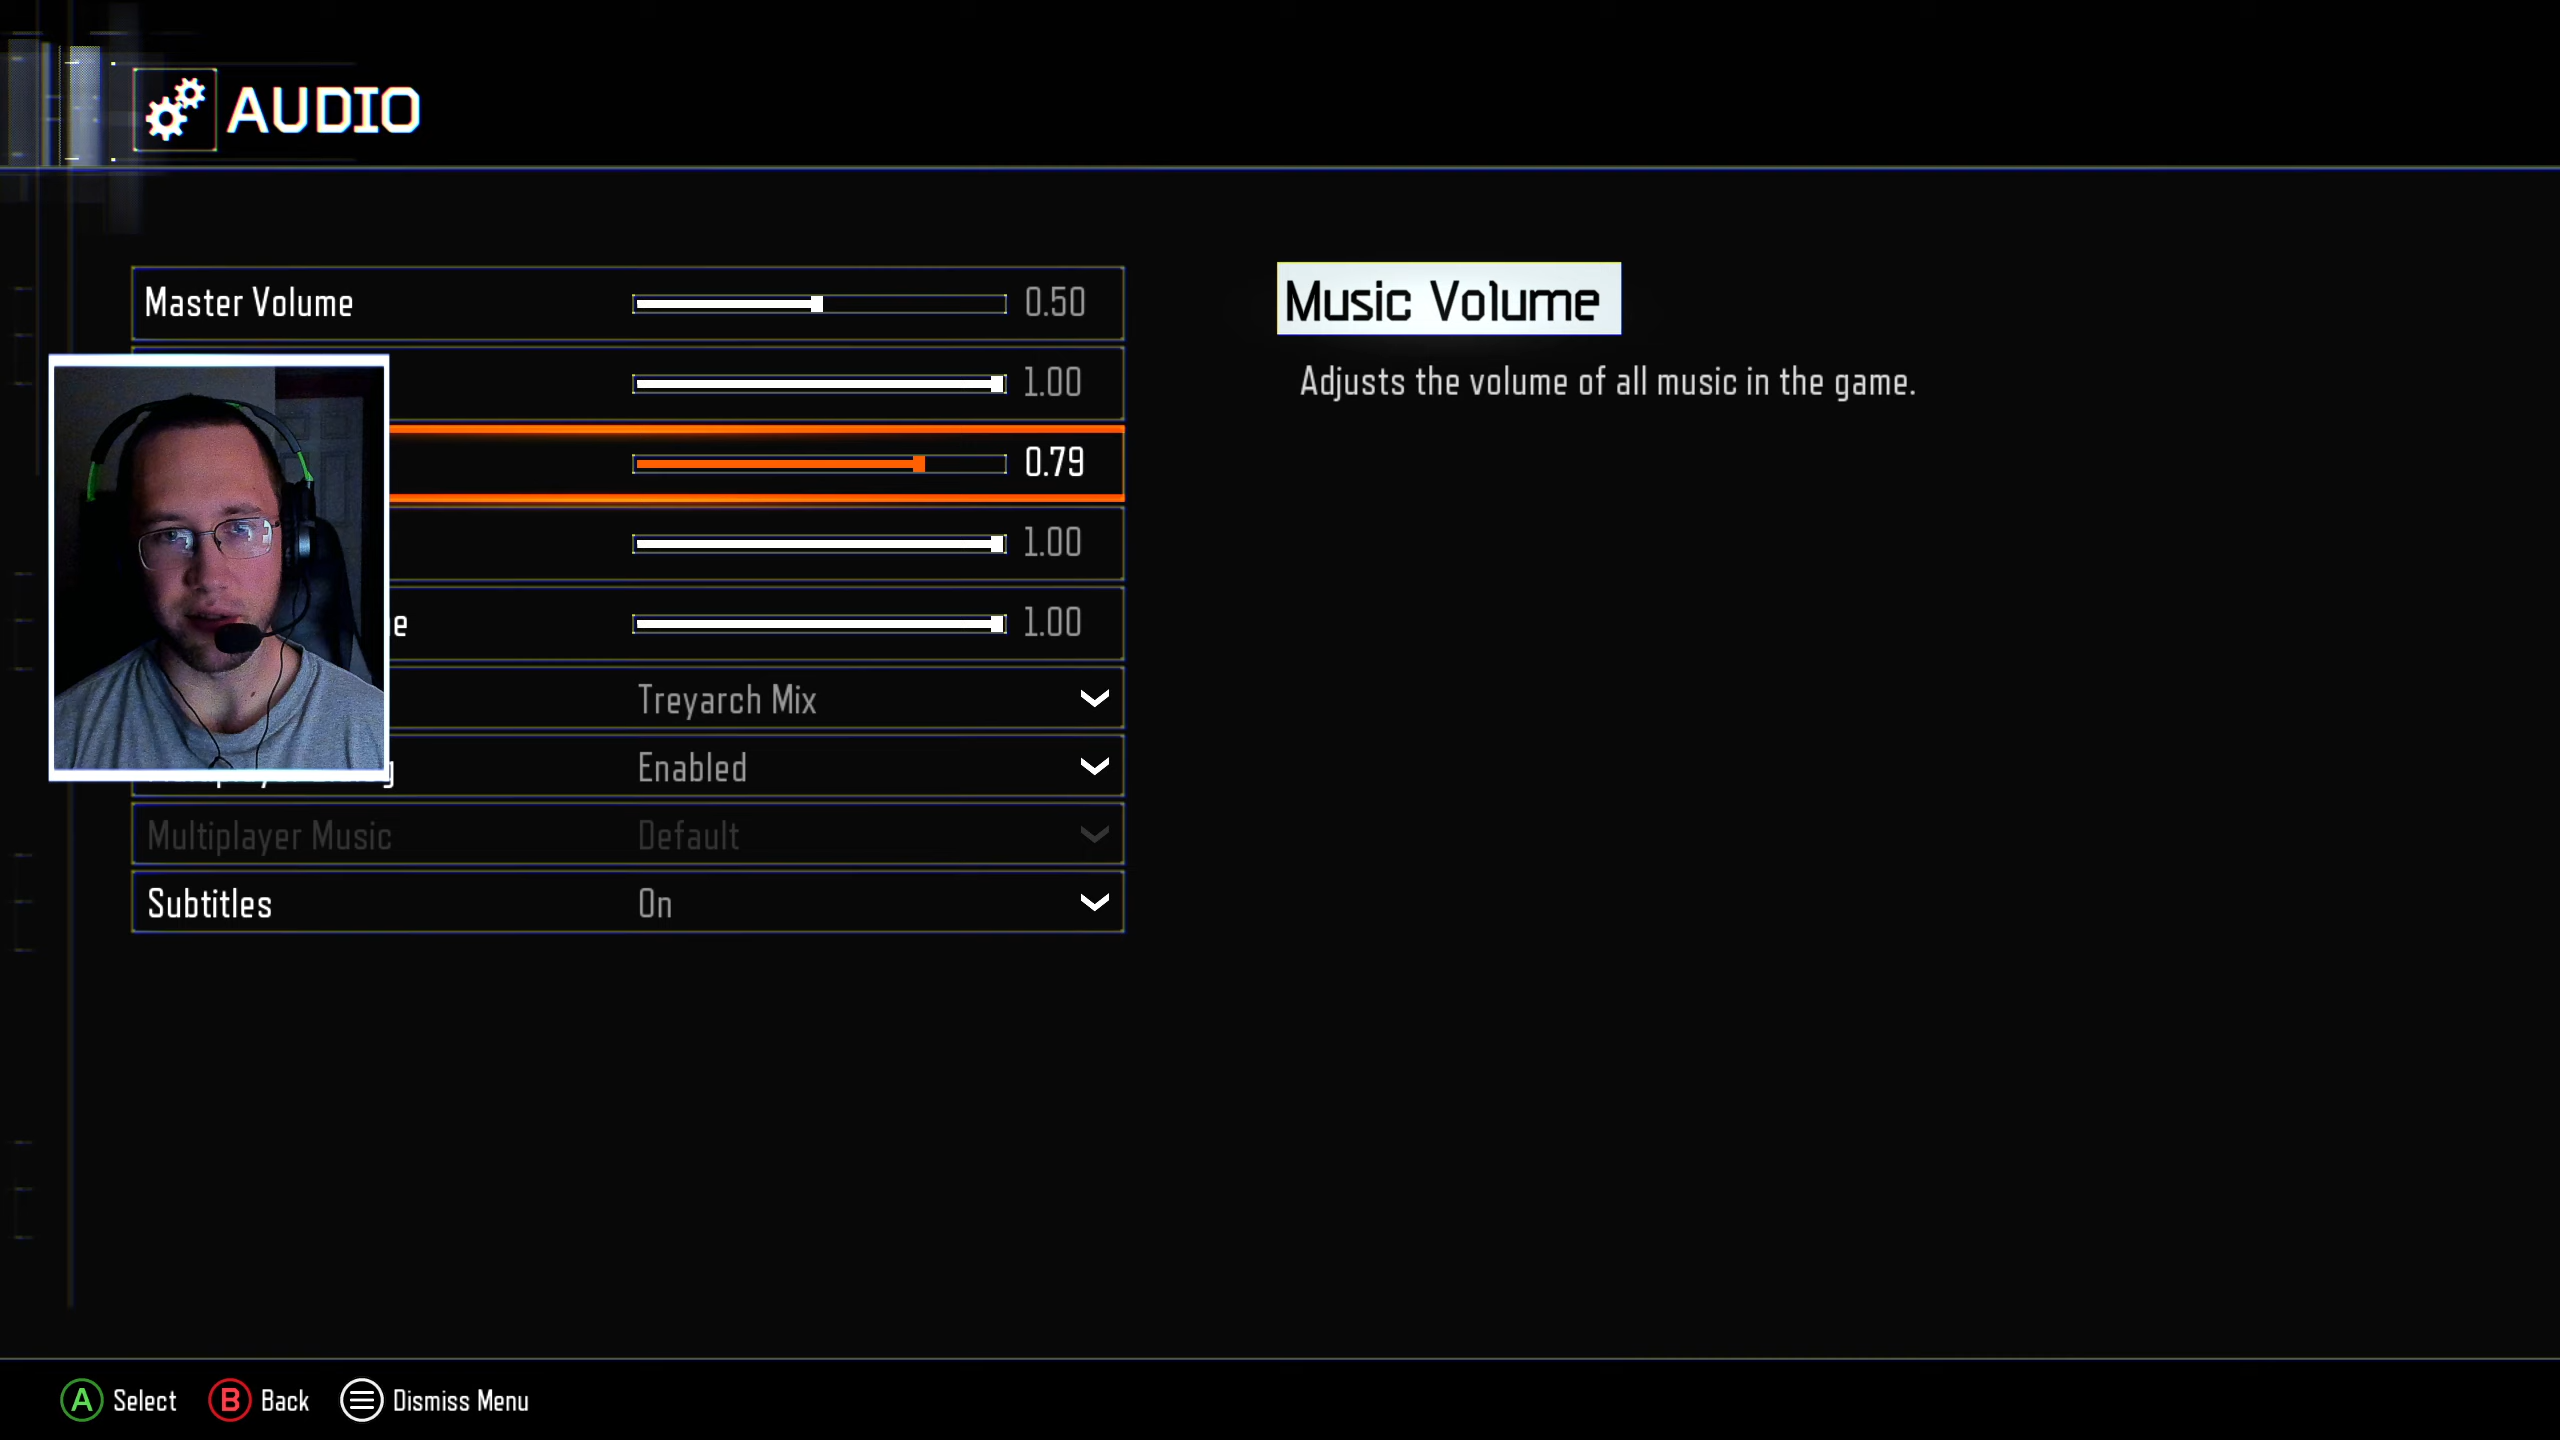 AUDIO
Master Volume 0.50
1.00
0.79
1.00
1.00
Treyarch Mix
Enabled
Multiplayer Music Default
Subtitles On
Music Volume
Adjusts the volume of all music in the game.
A Select B Back Dismiss Menu